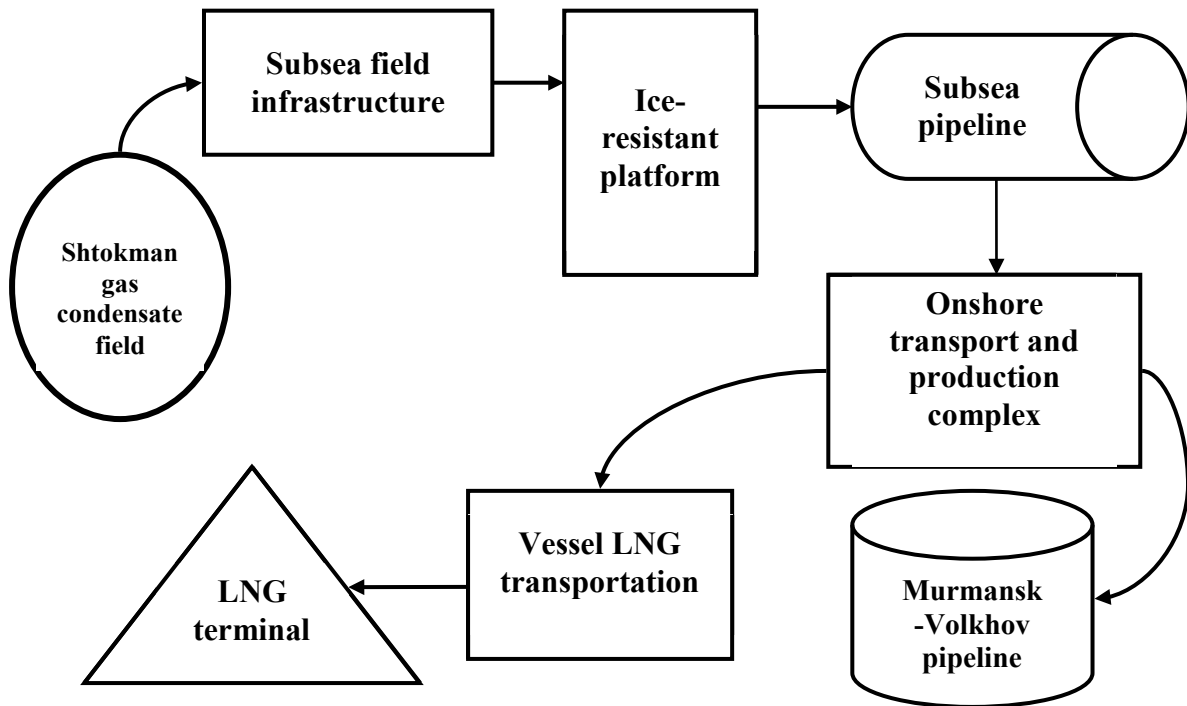 Subsea field
infrastructure
Ice-
resistant
platform
Subsea
pipeline
Shtokman
gas
condensate
field
Onshore
transport and
production
complex
Vessel LNG
transportation
LNG
terminal
Murmansk
-Volkhov
pipeline